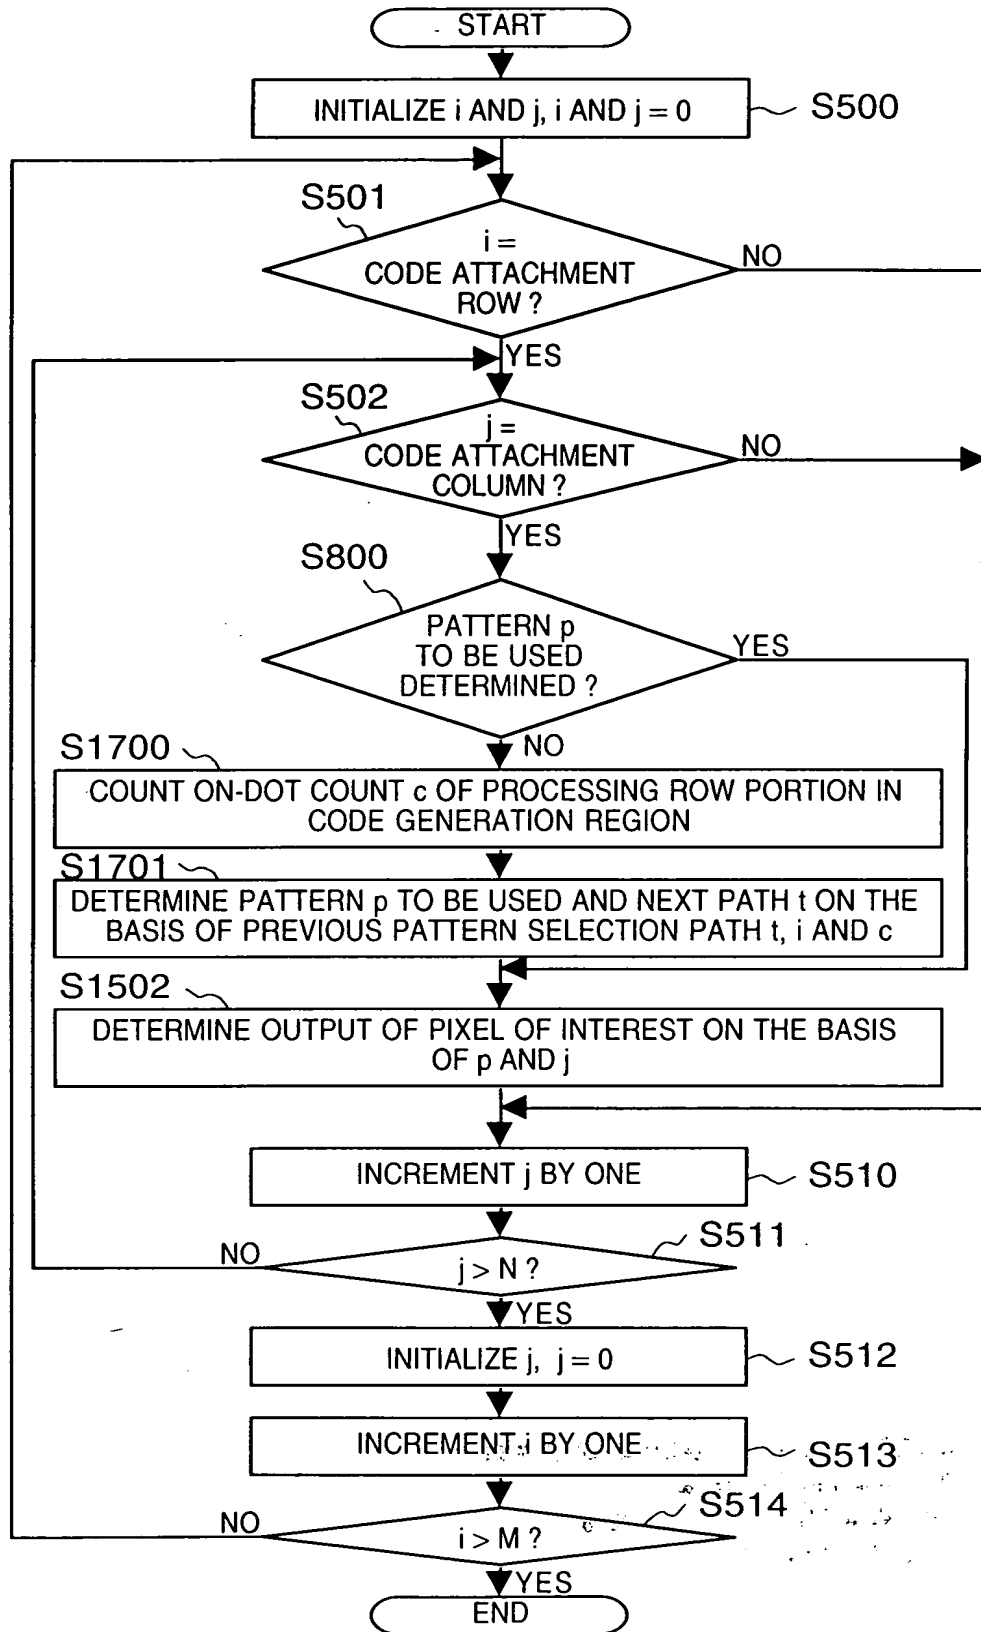 START
INITIALIZE i AND j, i AND j = 0
S500
S501
i =
CODE ATTACHMENT
ROW ?
NO
YES
S502
j =
CODE ATTACHMENT
COLUMN ?
NO
YES
S800
PATTERN p
TO BE USED
DETERMINED ?
YES
NO
S1700
COUNT ON-DOT COUNT c OF PROCESSING ROW PORTION IN
CODE GENERATION REGION
S1701
DETERMINE PATTERN p TO BE USED AND NEXT PATH t ON THE
BASIS OF PREVIOUS PATTERN SELECTION PATH t, i AND c
S1502
DETERMINE OUTPUT OF PIXEL OF INTEREST ON THE BASIS
OF p AND j
INCREMENT j BY ONE
S510
S511
NO
j > N ?
YES
INITIALIZE j, j = 0
S512
INCREMENT i BY ONE
S513
S514
NO
i > M ?
YES
END